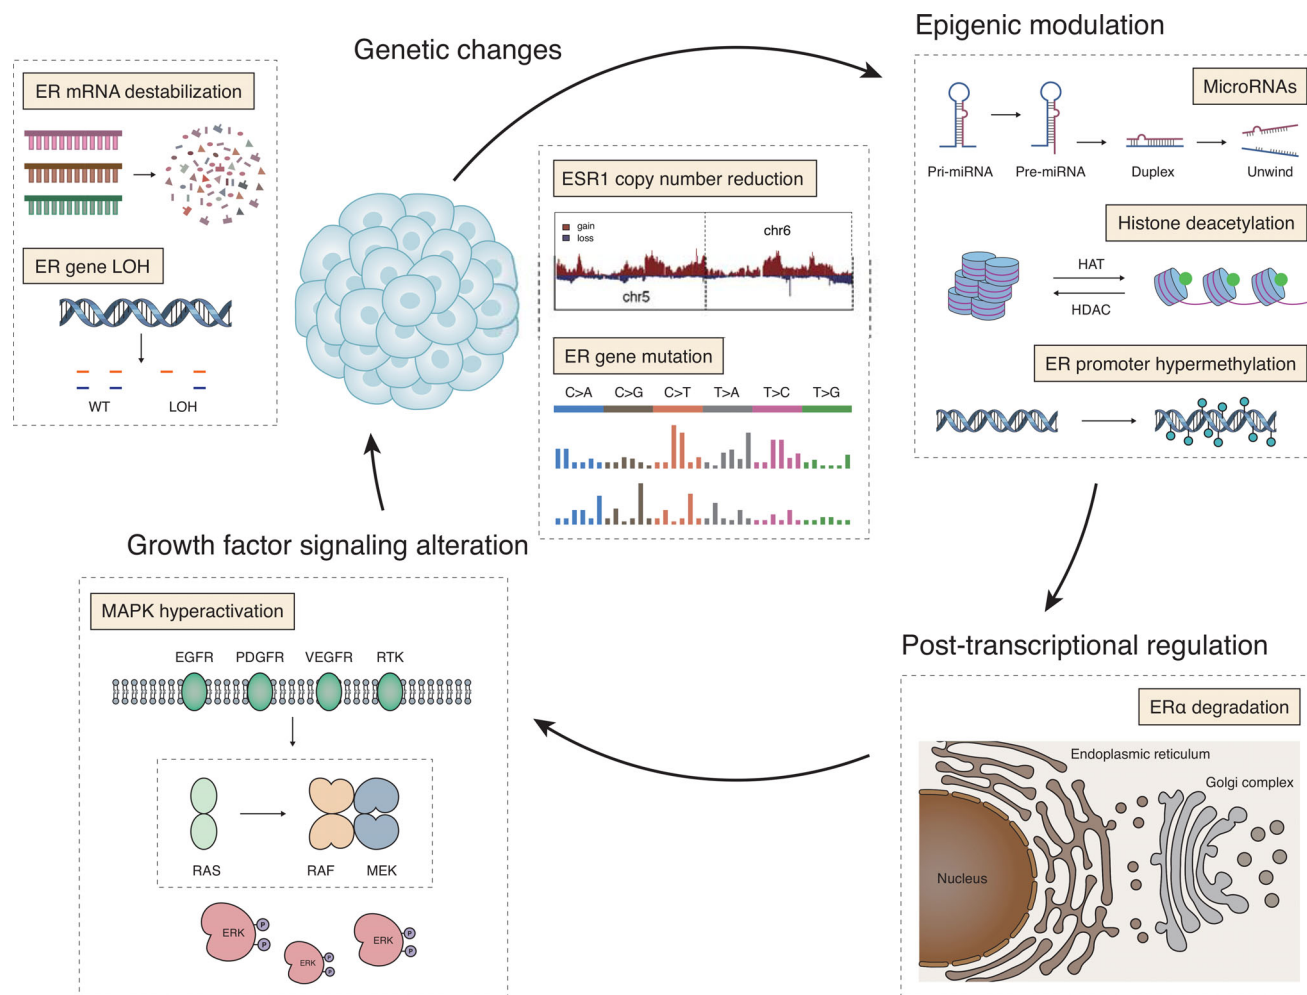 Genetic changes
ER mRNA destabilization
ER gene LOH
WT LOH
ESR1 copy number reduction
gain
loss
chr6
chr5
ER gene mutation
C>A C>G C>T T>A T>C T>G
Epigenic modulation
MicroRNAs
Pri-miRNA Pre-miRNA Duplex Unwind
Histone deacetylation
HAT
HDAC
ER promoter hypermethylation
Post-transcriptional regulation
ERα degradation
Endoplasmic reticulum
Golgi complex
Nucleus
Growth factor signaling alteration
MAPK hyperactivation
EGFR PDGFR VEGFR RTK
RAS RAF MEK
ERK P P
ERK P P
ERK P P